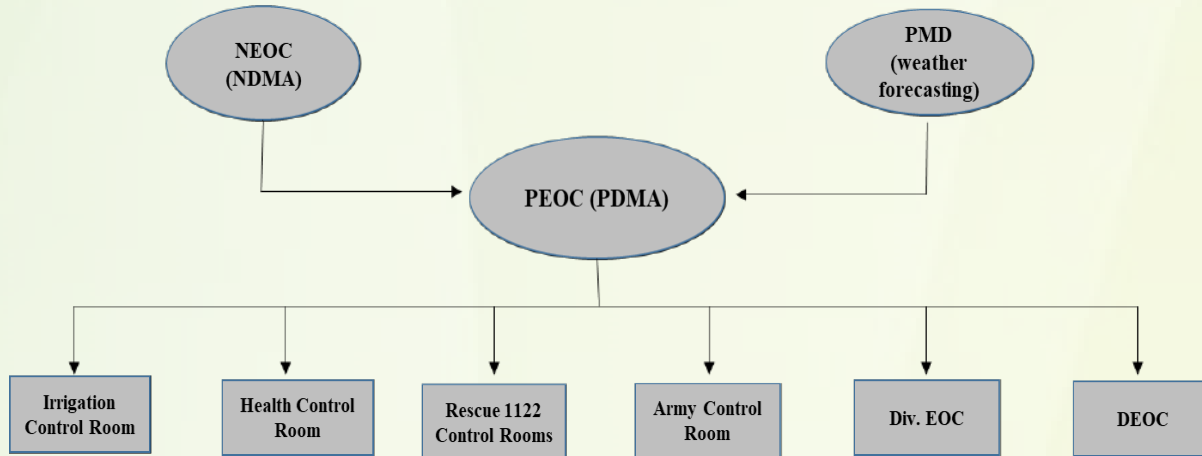 NEOC
(NDMA)
PMD
(weather
forecasting)
PEOC (PDMA)
Irrigation
Control Room
Health Control
Room
Rescue 1122
Control Rooms
Army Control
Room
Div. EOC
DEOC